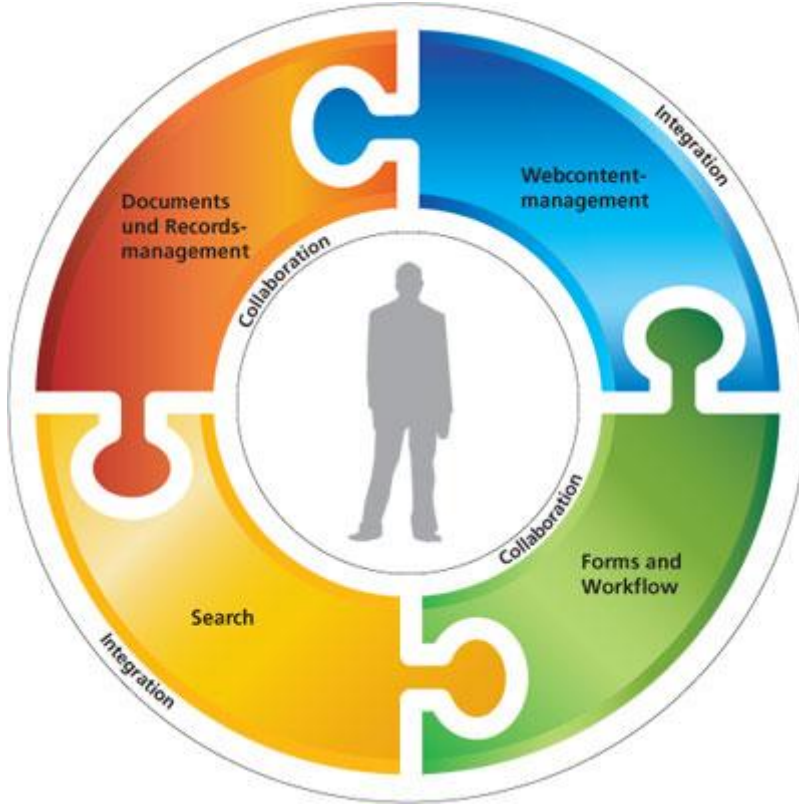 Integration
Webcontent-
management
Documents
und Records-
management
Collaboration
Collaboration
Forms and
Workflow
Search
Integration